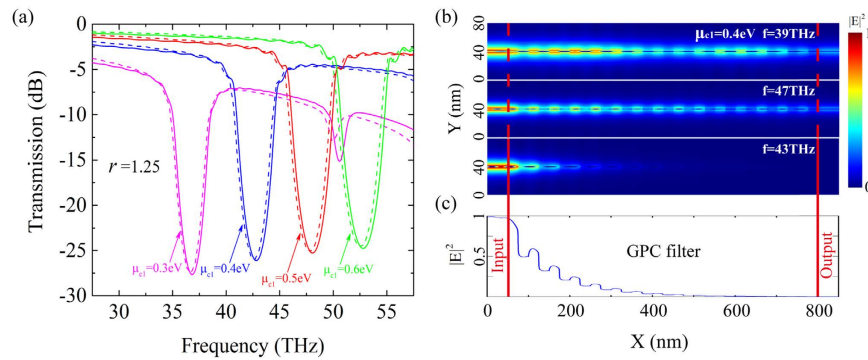 (a)
Transmission (dB)
0
-5
-10
-15
-20
-25
-30
r =1.25
μc1=0.3eV
μc1=0.4eV
μc1=0.5eV
μc1=0.6eV
30 35 40 45 50 55
Frequency (THz)
(b)
Y (nm)
80
40
0
40
0
40
0
μc1=0.4eV f=39THz
f=47THz
f=43THz
|E|²
1
0
(c)
|E|²
1
0.5
Input
GPC filter
Output
0 200 400 600 800
X (nm)